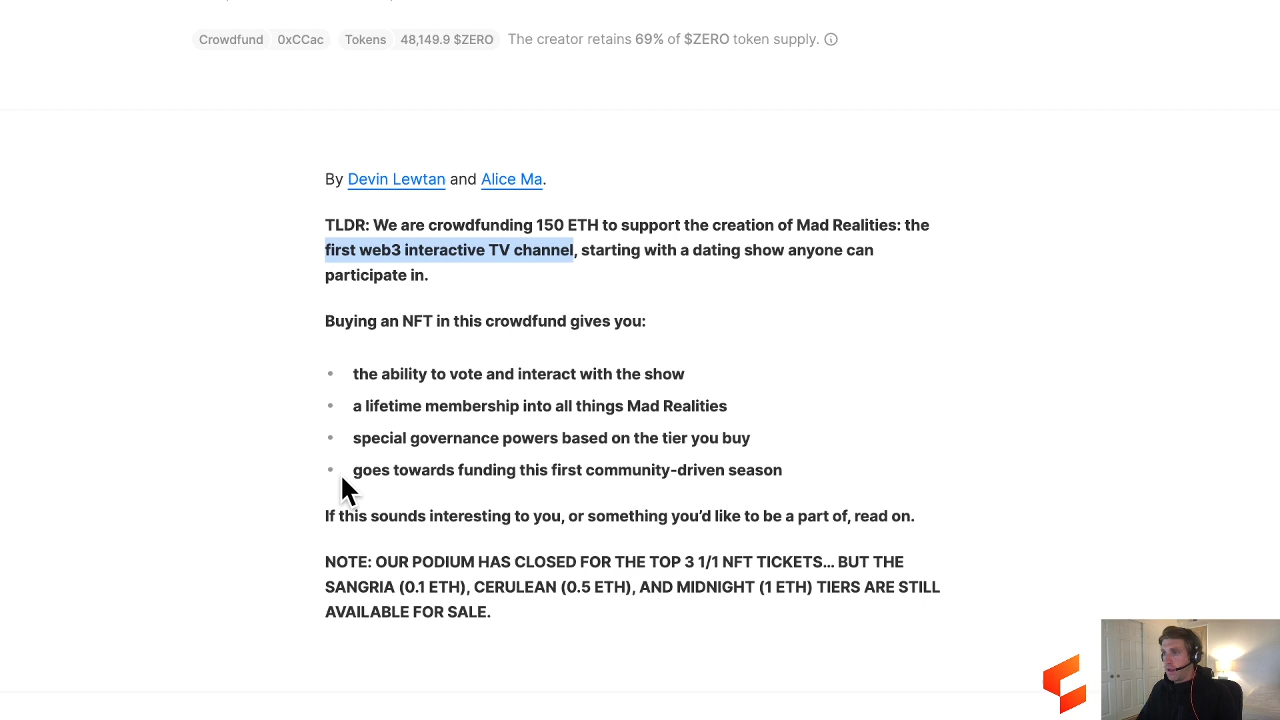 Crowdfund 0xCCac Tokens 48,149.9 $ZERO The creator retains 69% of $ZERO token supply.
By Devin Lewtan and Alice Ma.
TLDR: We are crowdfunding 150 ETH to support the creation of Mad Realities: the
first web3 interactive TV channel, starting with a dating show anyone can
participate in.
Buying an NFT in this crowdfund gives you:
• the ability to vote and interact with the show
• a lifetime membership into all things Mad Realities
• special governance powers based on the tier you buy
• goes towards funding this first community-driven season
If this sounds interesting to you, or something you’d like to be a part of, read on.
NOTE: OUR PODIUM HAS CLOSED FOR THE TOP 3 1/1 NFT TICKETS… BUT THE
SANGRIA (0.1 ETH), CERULEAN (0.5 ETH), AND MIDNIGHT (1 ETH) TIERS ARE STILL
AVAILABLE FOR SALE.